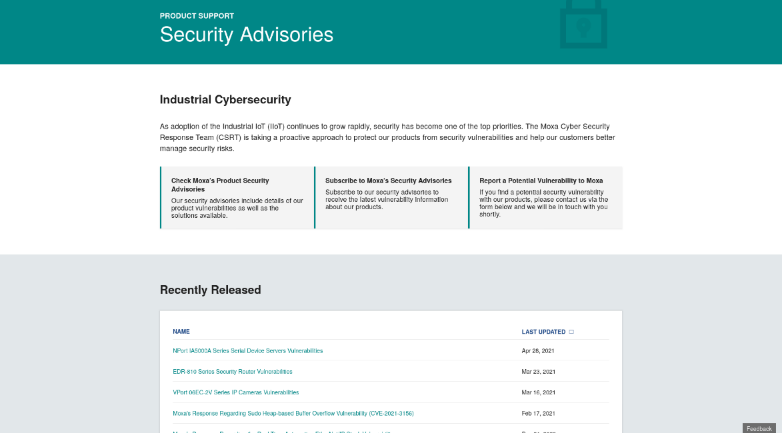 PRODUCT SUPPORT
Security Advisories
Industrial Cybersecurity
As adoption of the Industrial IoT (IIoT) continues to grow rapidly, security has become one of the top priorities. The Moxa Cyber Security
Response Team (CSRT) is taking a proactive approach to protect our products from security vulnerabilities and help our customers better
manage security risks.
Check Moxa's Product Security
Advisories
Our security advisories include details of our
product vulnerabilities as well as the
solutions available.
Subscribe to Moxa's Security Advisories
Subscribe to our security advisories to
receive the latest vulnerability information
about our products.
Report a Potential Vulnerability to Moxa
If you find a potential security vulnerability
with our products, please contact us via the
form below and we will be in touch with you
shortly.
Recently Released
NAME LAST UPDATED
NPort IA5000A Series Serial Device Servers Vulnerabilities Apr 28, 2021
EDR-810 Series Security Router Vulnerabilities Mar 23, 2021
VPort 06EC-2V Series IP Cameras Vulnerabilities Mar 16, 2021
Moxa's Response Regarding Sudo Heap-based Buffer Overflow Vulnerability (CVE-2021-3156) Feb 17, 2021
Feedback